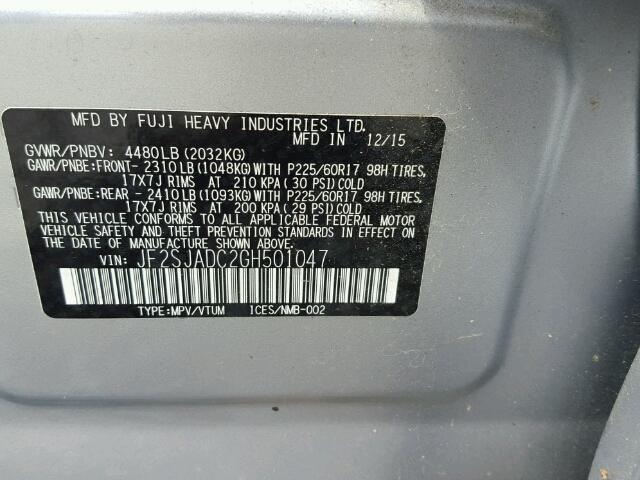 MFD BY FUJI HEAVY INDUSTRIES LTD.
MFD IN 12/15
GVWR/PNBV: 4480LB (2032KG)
GAWR/PNBE:FRONT- 2310LB (1048KG)WITH P225/60R17 98H TIRES,
17X7J RIMS AT 210 KPA (30 PSI)COLD
GAWR/PNBE:REAR - 2410LB (1093KG)WITH P225/60R17 98H TIRES,
17X7J RIMS AT 200 KPA (29 PSI)COLD
THIS VEHICLE CONFORMS TO ALL APPLICABLE FEDERAL MOTOR
VEHICLE SAFETY AND THEFT PREVENTION STANDARDS IN EFFECT ON
THE DATE OF MANUFACTURE SHOWN ABOVE.
VIN: JF2SJADC2GH501047
TYPE:MPV/VTUM ICES/NMB-002